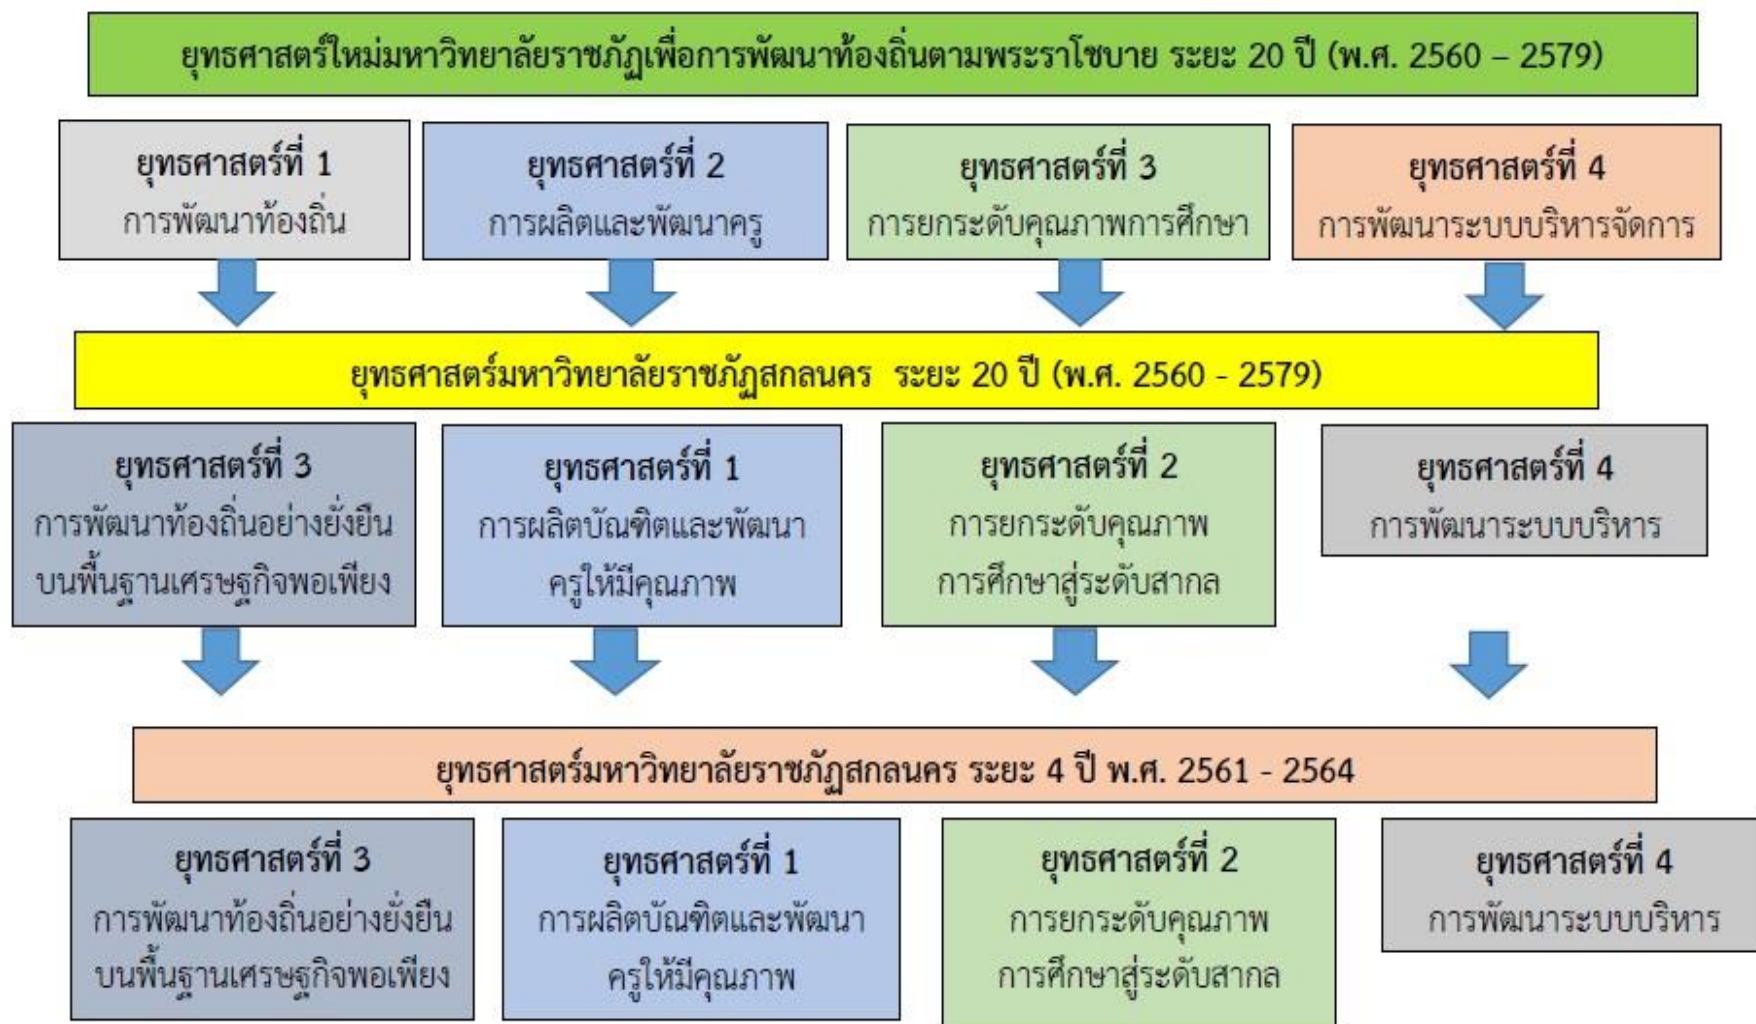 ยุทธศาสตร์ใหม่มหาวิทยาลัยราชภัฏเพื่อการพัฒนาท้องถิ่นตามพระราโชบาย ระยะ 20 ปี (พ.ศ. 2560 – 2579)
ยุทธศาสตร์ที่ 1
การพัฒนาท้องถิ่น
ยุทธศาสตร์ที่ 2
การผลิตและพัฒนาครู
ยุทธศาสตร์ที่ 3
การยกระดับคุณภาพการศึกษา
ยุทธศาสตร์ที่ 4
การพัฒนาระบบบริหารจัดการ
ยุทธศาสตร์มหาวิทยาลัยราชภัฏสกลนคร ระยะ 20 ปี (พ.ศ. 2560 - 2579)
ยุทธศาสตร์ที่ 3
การพัฒนาท้องถิ่นอย่างยั่งยืน
บนพื้นฐานเศรษฐกิจพอเพียง
ยุทธศาสตร์ที่ 1
การผลิตบัณฑิตและพัฒนา
ครูให้มีคุณภาพ
ยุทธศาสตร์ที่ 2
การยกระดับคุณภาพ
การศึกษาสู่ระดับสากล
ยุทธศาสตร์ที่ 4
การพัฒนาระบบบริหาร
ยุทธศาสตร์มหาวิทยาลัยราชภัฏสกลนคร ระยะ 4 ปี พ.ศ. 2561 - 2564
ยุทธศาสตร์ที่ 3
การพัฒนาท้องถิ่นอย่างยั่งยืน
บนพื้นฐานเศรษฐกิจพอเพียง
ยุทธศาสตร์ที่ 1
การผลิตบัณฑิตและพัฒนา
ครูให้มีคุณภาพ
ยุทธศาสตร์ที่ 2
การยกระดับคุณภาพ
การศึกษาสู่ระดับสากล
ยุทธศาสตร์ที่ 4
การพัฒนาระบบบริหาร